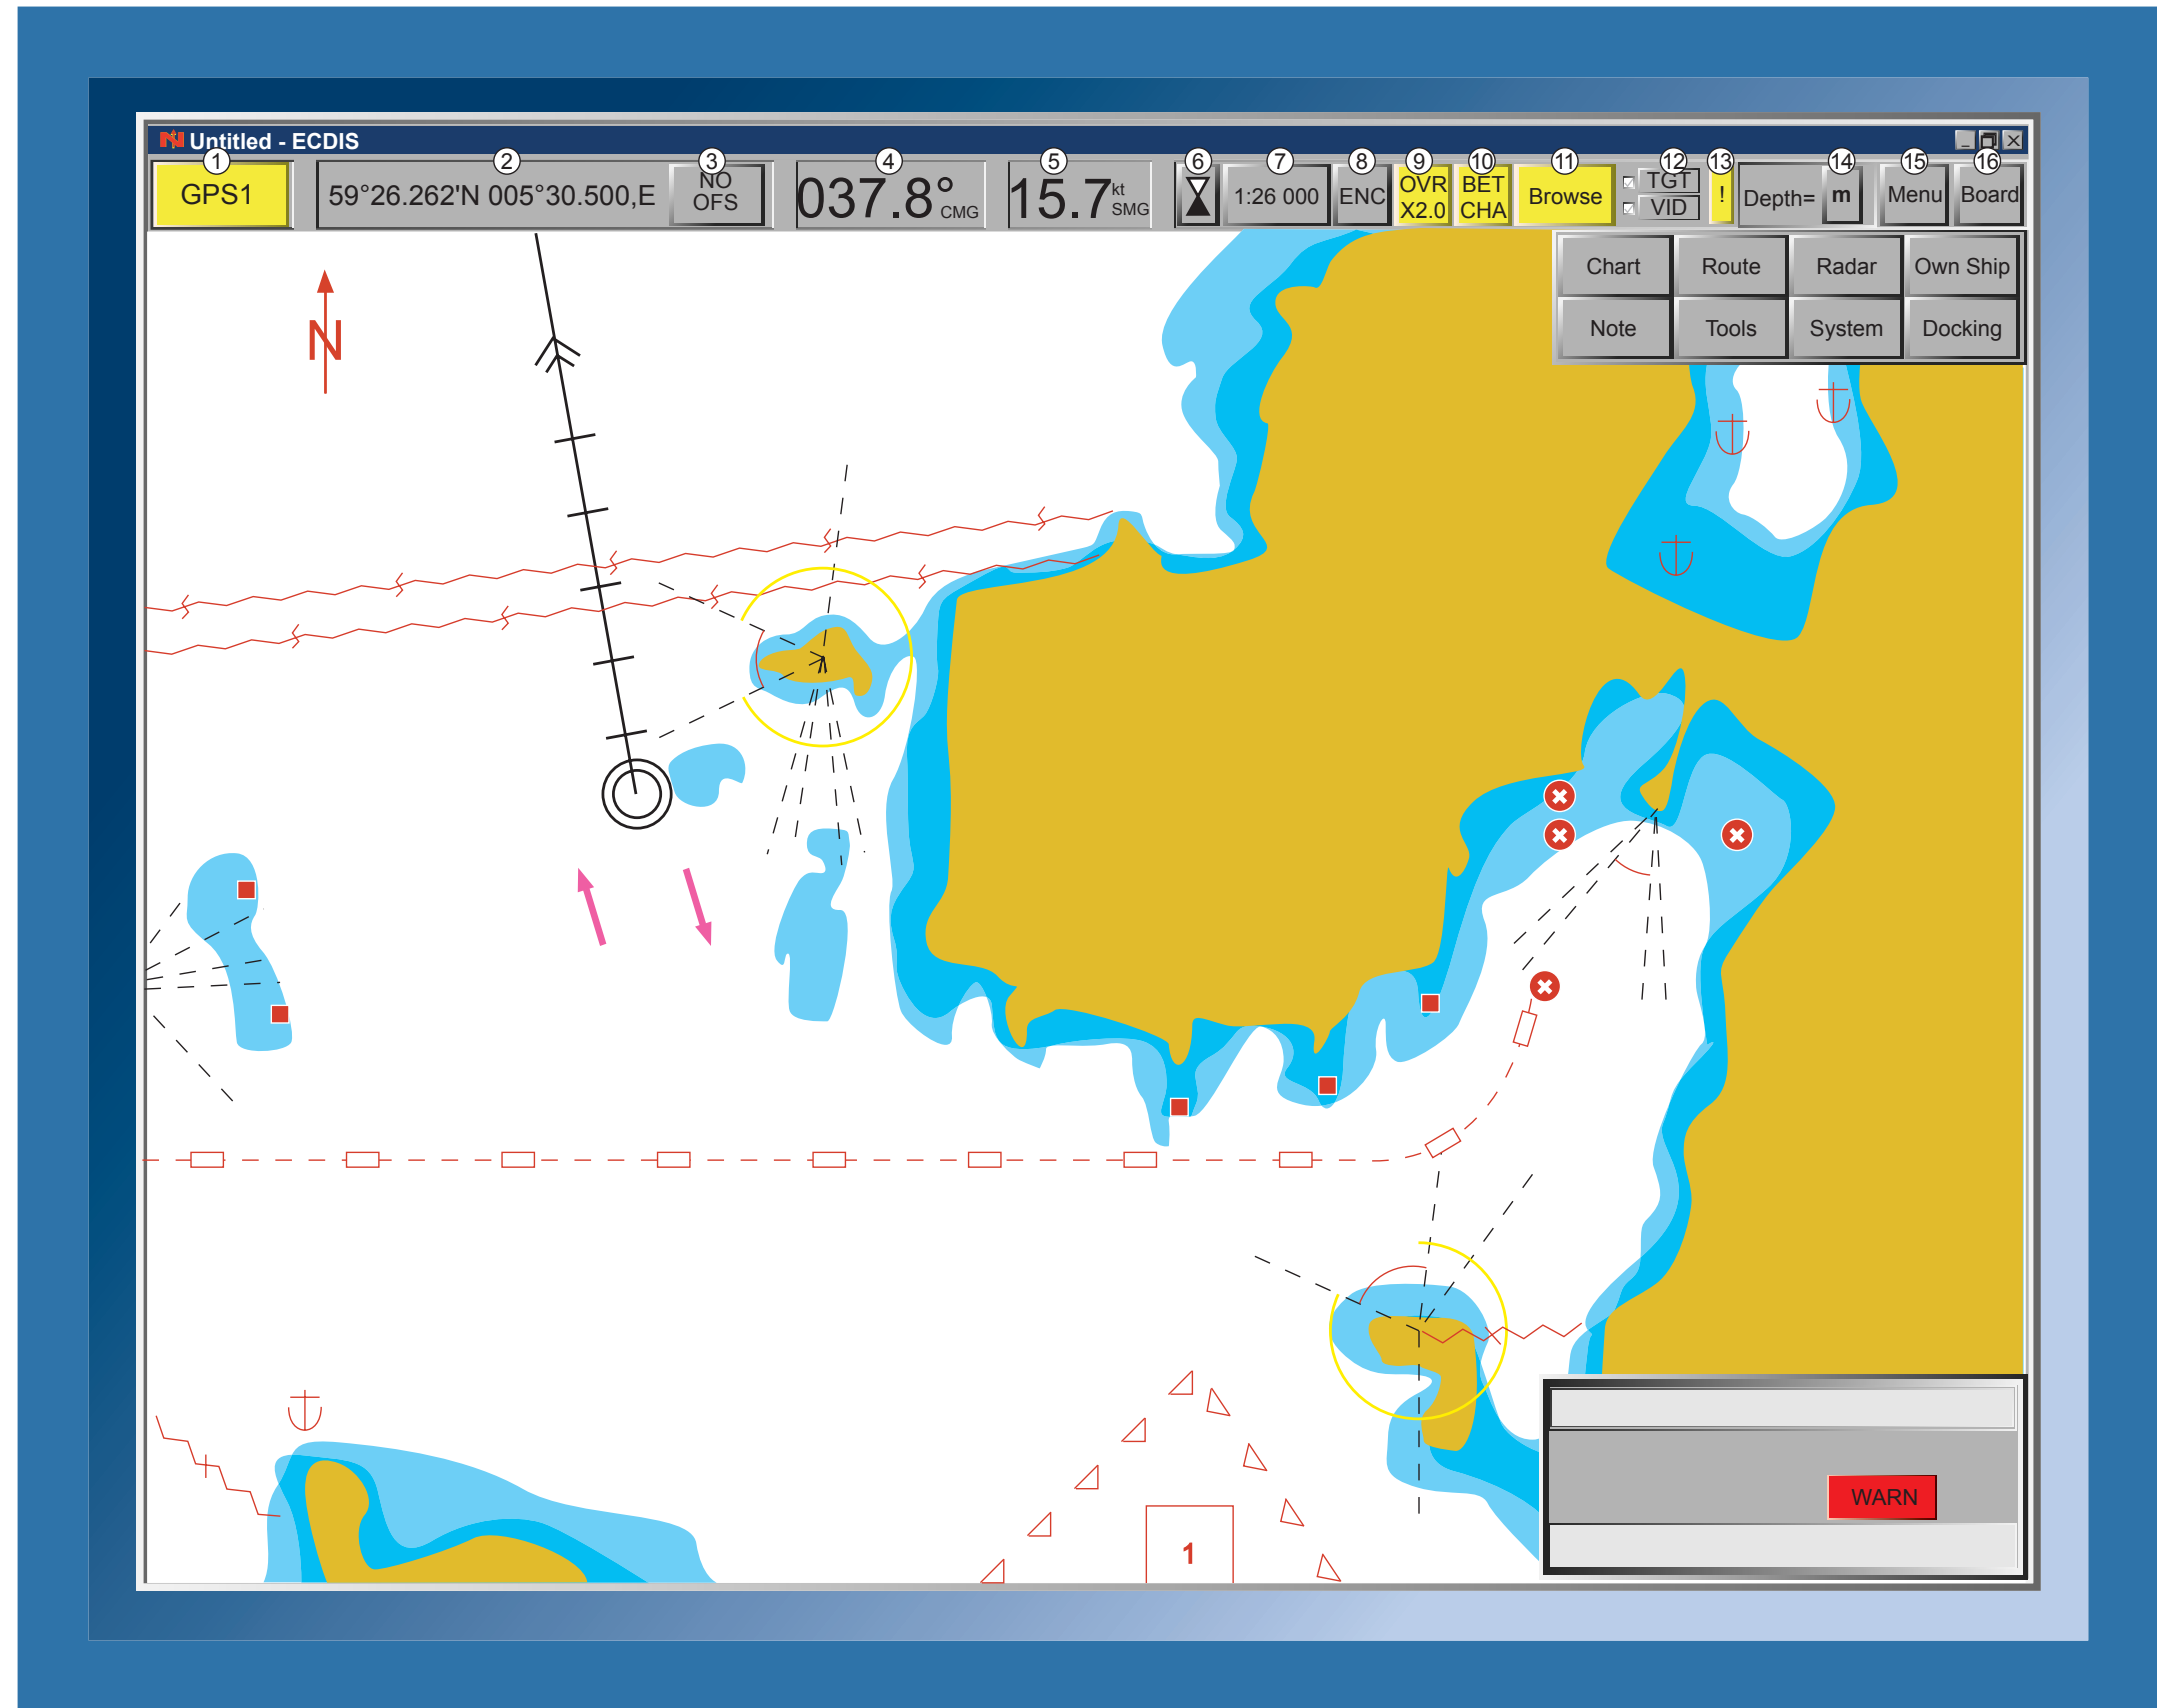 Untitled - ECDIS
1 2 3 4 5 6 7 8 9 10 11 12 13 14 15 16
GPS1
59°26.262'N 005°30.500,E
NO
OFS
037.8° CMG
15.7 kt
SMG
1:26 000
ENC
OVR
X2.0
BET
CHA
Browse
TGT
VID
!
Depth= m
Menu
Board
Chart Route Radar Own Ship
Note Tools System Docking
N
WARN
1